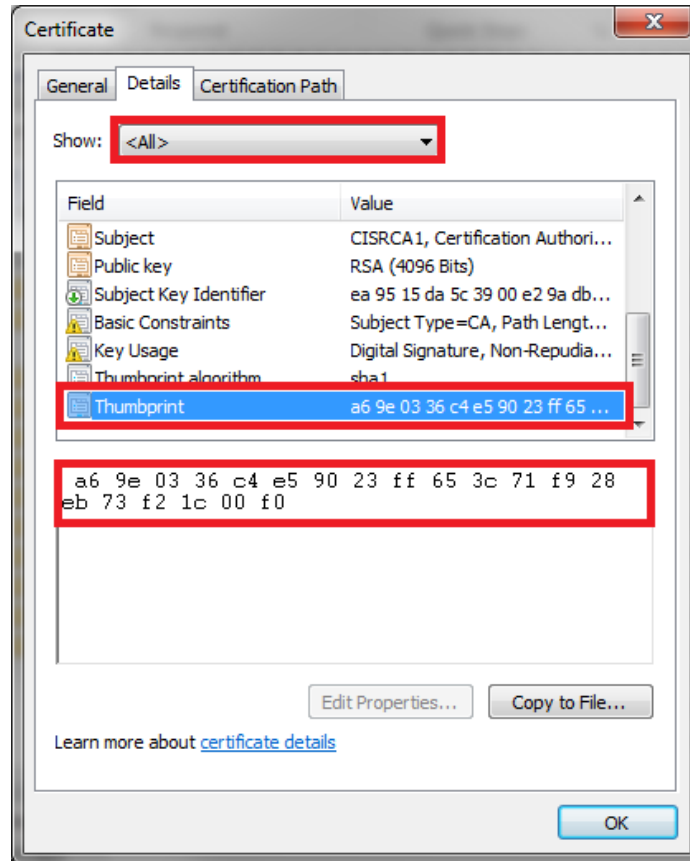 Certificate
General Details Certification Path
Show: <All>
Field Value
Subject CISRCA1, Certification Authori...
Public key RSA (4096 Bits)
Subject Key Identifier ea 95 15 da 5c 39 00 e2 9a db...
Basic Constraints Subject Type=CA, Path Lengt...
Key Usage Digital Signature, Non-Repudia...
Thumbprint algorithm sha1
Thumbprint a6 9e 03 36 c4 e5 90 23 ff 65 ...
a6 9e 03 36 c4 e5 90 23 ff 65 3c 71 f9 28
eb 73 f2 1c 00 f0
Edit Properties... Copy to File...
Learn more about certificate details
OK